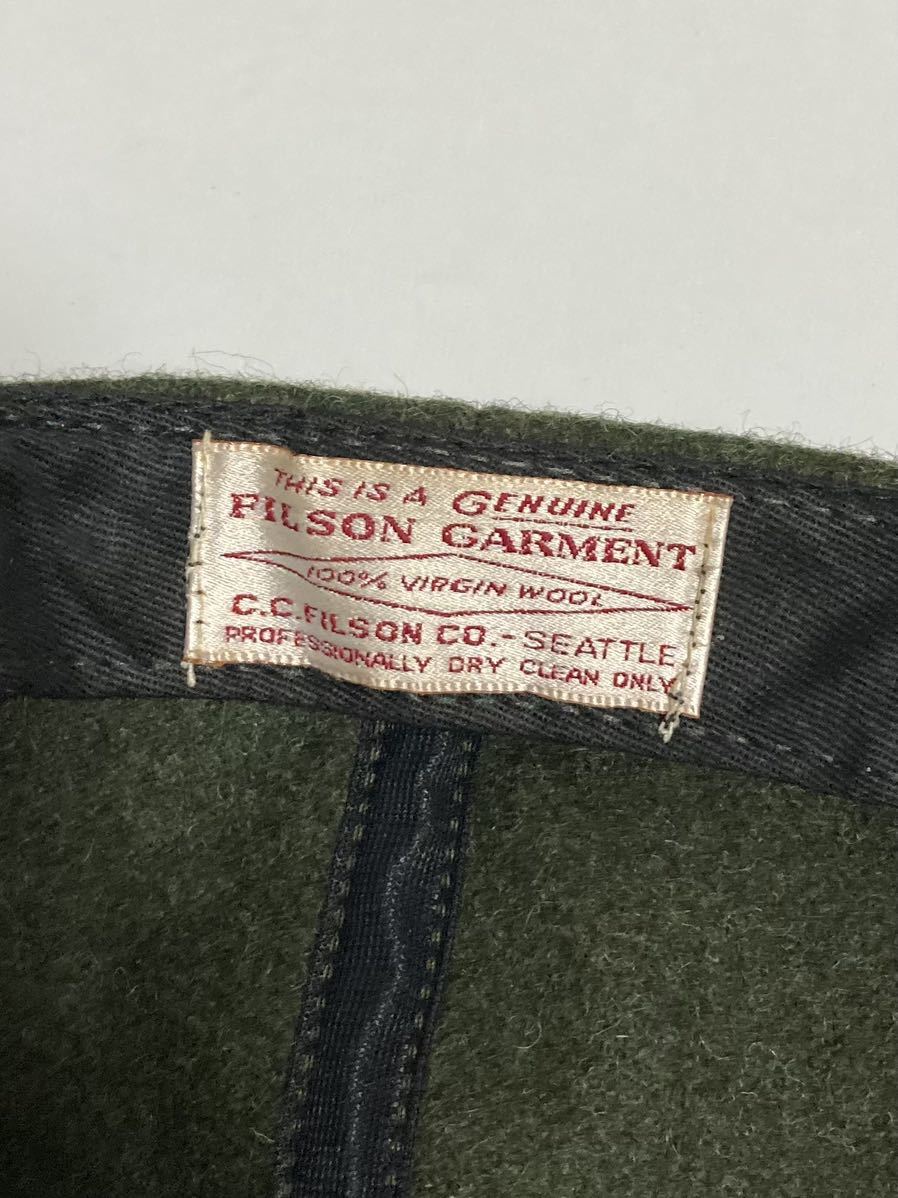 THIS IS A GENUINE
FILSON GARMENT
100% VIRGIN WOOL
C.C.FILSON CO.-SEATTLE
PROFESSIONALLY DRY CLEAN ONLY